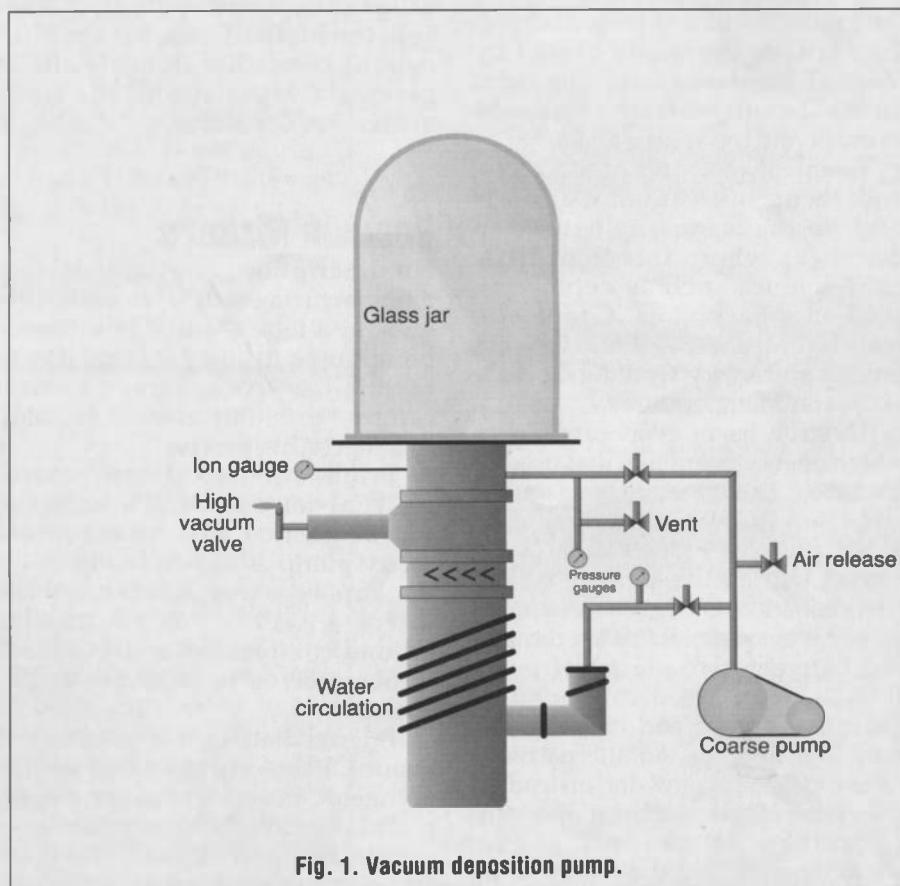 Glass jar
Ion gauge
High
vacuum
valve
Vent
Air release
Pressure
gauges
Water
circulation
Coarse pump
Fig. 1. Vacuum deposition pump.